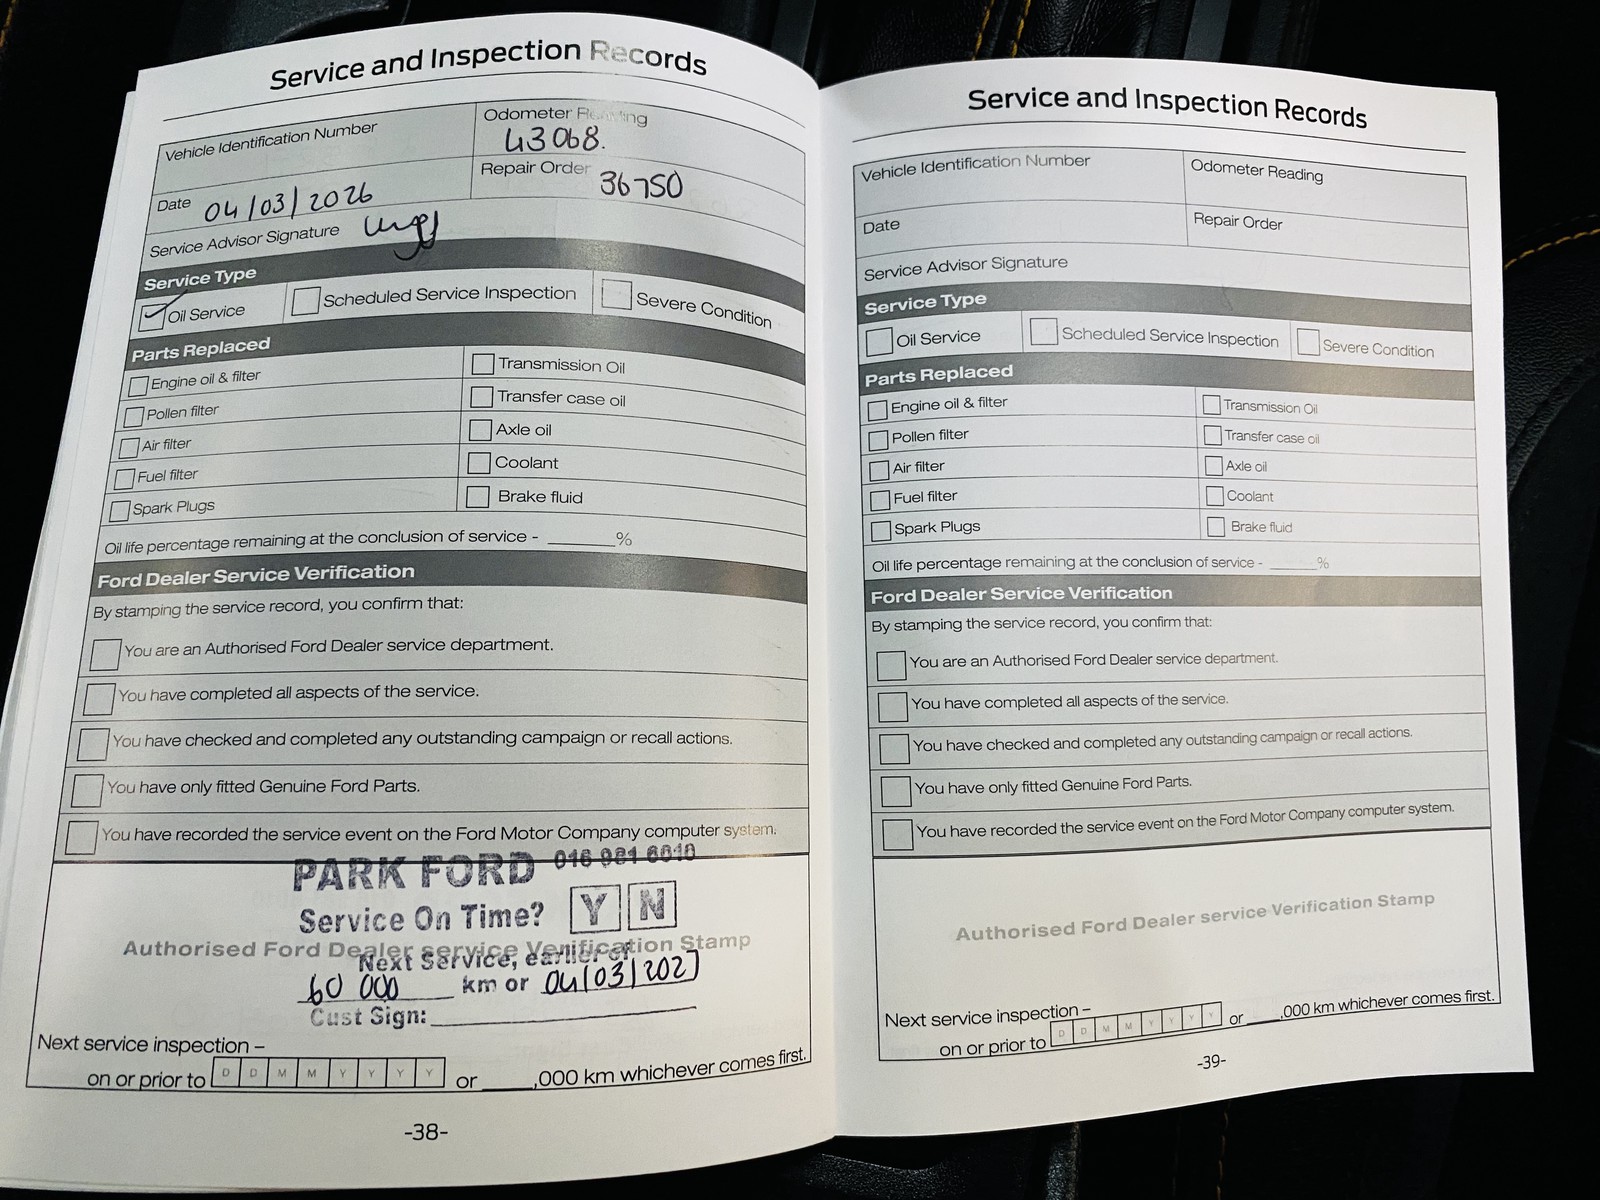 Service and Inspection Records
Vehicle Identification Number
Odometer Reading
43068.
Date 04/03/2026
Repair Order 36750
Service Advisor Signature
Service Type
Oil Service
Scheduled Service Inspection
Severe Condition
Parts Replaced
Engine oil & filter
Transmission Oil
Pollen filter
Transfer case oil
Air filter
Axle oil
Fuel filter
Coolant
Spark Plugs
Brake fluid
Oil life percentage remaining at the conclusion of service - ______%
Ford Dealer Service Verification
By stamping the service record, you confirm that:
You are an Authorised Ford Dealer service department.
You have completed all aspects of the service.
You have checked and completed any outstanding campaign or recall actions.
You have only fitted Genuine Ford Parts.
You have recorded the service event on the Ford Motor Company computer system.
PARK FORD 016 981 6010
Service On Time? Y N
Authorised Ford Dealer service Verification Stamp
Next Service, earlier of
60 000 km or 04/03/2027
Cust Sign:
Next service inspection –
on or prior to D D M M Y Y Y Y or _____,000 km whichever comes first.
-38-
Service and Inspection Records
Vehicle Identification Number
Odometer Reading
Date
Repair Order
Service Advisor Signature
Service Type
Oil Service
Scheduled Service Inspection
Severe Condition
Parts Replaced
Engine oil & filter
Transmission Oil
Pollen filter
Transfer case oil
Air filter
Axle oil
Fuel filter
Coolant
Spark Plugs
Brake fluid
Oil life percentage remaining at the conclusion of service - ______%
Ford Dealer Service Verification
By stamping the service record, you confirm that:
You are an Authorised Ford Dealer service department.
You have completed all aspects of the service.
You have checked and completed any outstanding campaign or recall actions.
You have only fitted Genuine Ford Parts.
You have recorded the service event on the Ford Motor Company computer system.
Authorised Ford Dealer service Verification Stamp
Next service inspection –
on or prior to D D M M Y Y Y Y or _____,000 km whichever comes first.
-39-